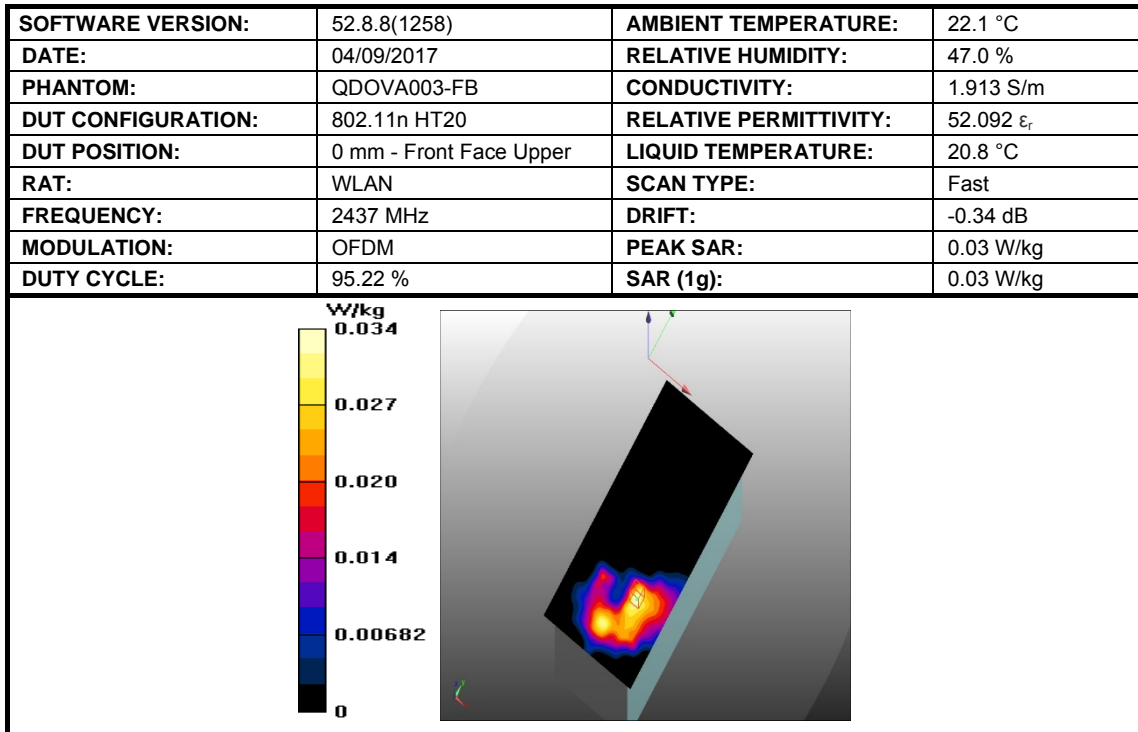 SOFTWARE VERSION: 52.8.8(1258) AMBIENT TEMPERATURE: 22.1 °C
DATE: 04/09/2017 RELATIVE HUMIDITY: 47.0 %
PHANTOM: QDOVA003-FB CONDUCTIVITY: 1.913 S/m
DUT CONFIGURATION: 802.11n HT20 RELATIVE PERMITTIVITY: 52.092 εr
DUT POSITION: 0 mm - Front Face Upper LIQUID TEMPERATURE: 20.8 °C
RAT: WLAN SCAN TYPE: Fast
FREQUENCY: 2437 MHz DRIFT: -0.34 dB
MODULATION: OFDM PEAK SAR: 0.03 W/kg
DUTY CYCLE: 95.22 % SAR (1g): 0.03 W/kg
W/kg
0.034
0.027
0.020
0.014
0.00682
0